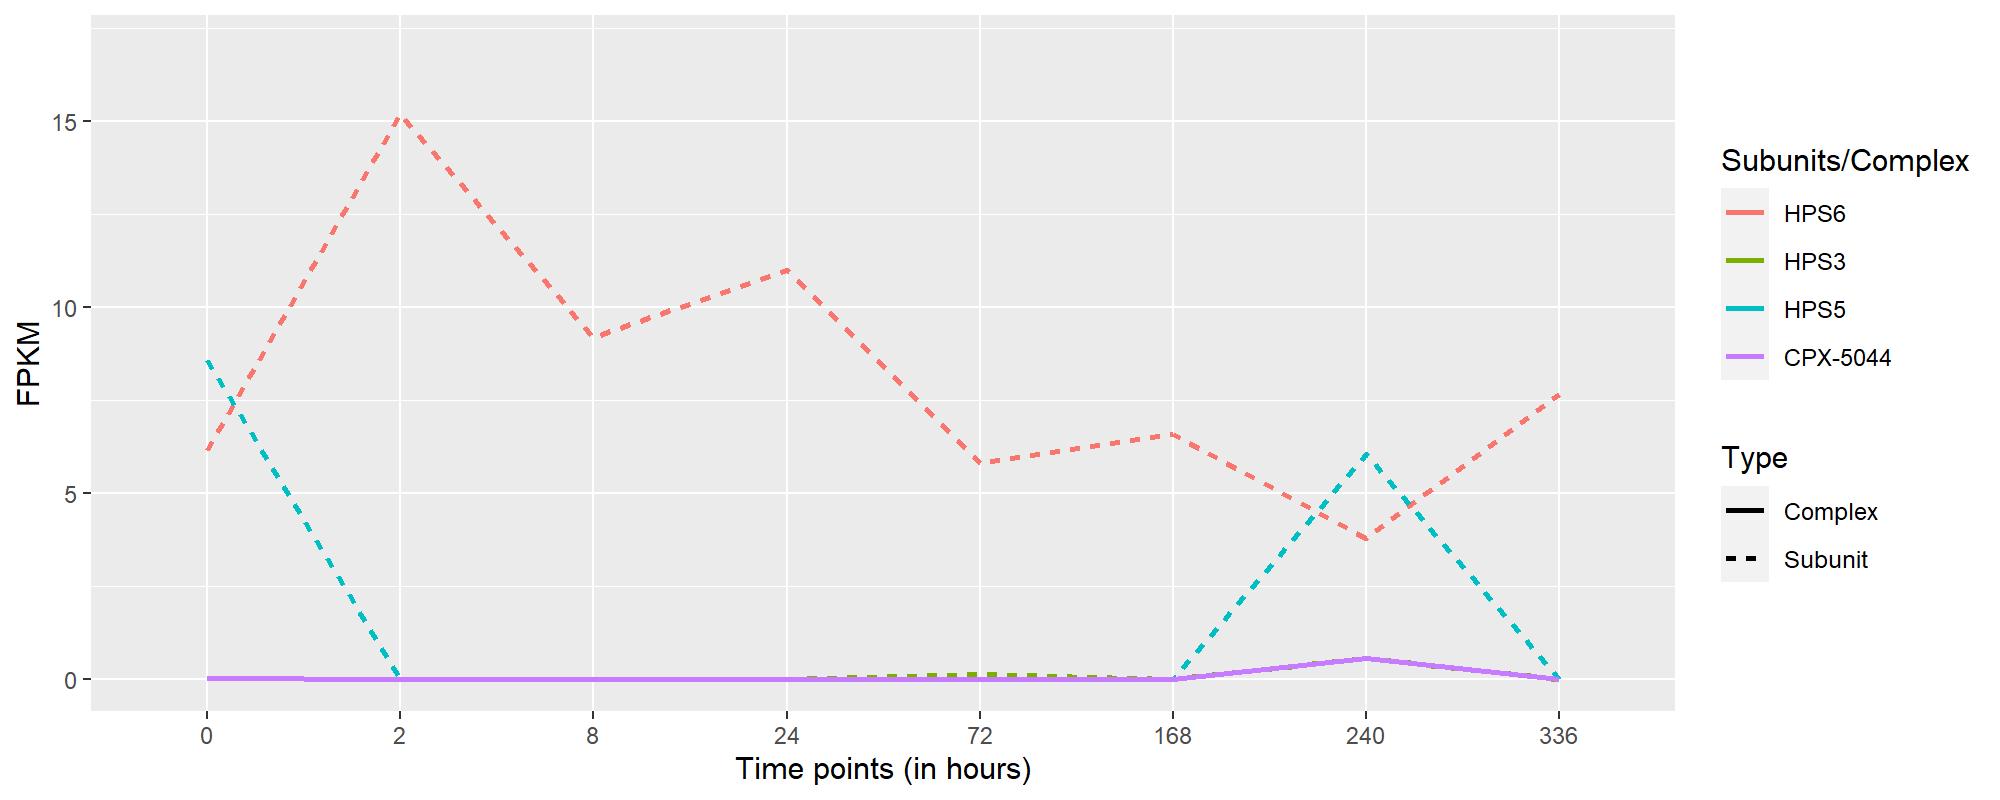 15
10
5
0
FPKM
0 2 8 24 72 168 240 336
Time points (in hours)
Subunits/Complex
HPS6
HPS3
HPS5
CPX-5044
Type
Complex
Subunit